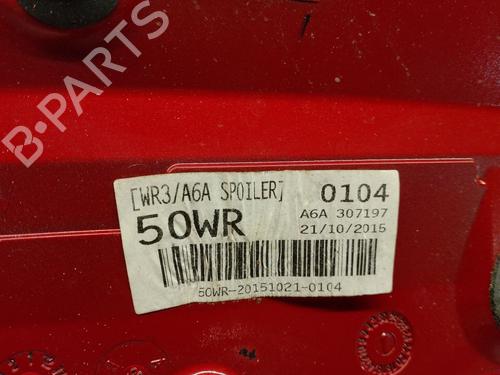 B-PARTS
[WR3/A6A SPOILER] 0104
50WR A6A 307197
21/10/2015
50WR-20151021-0104